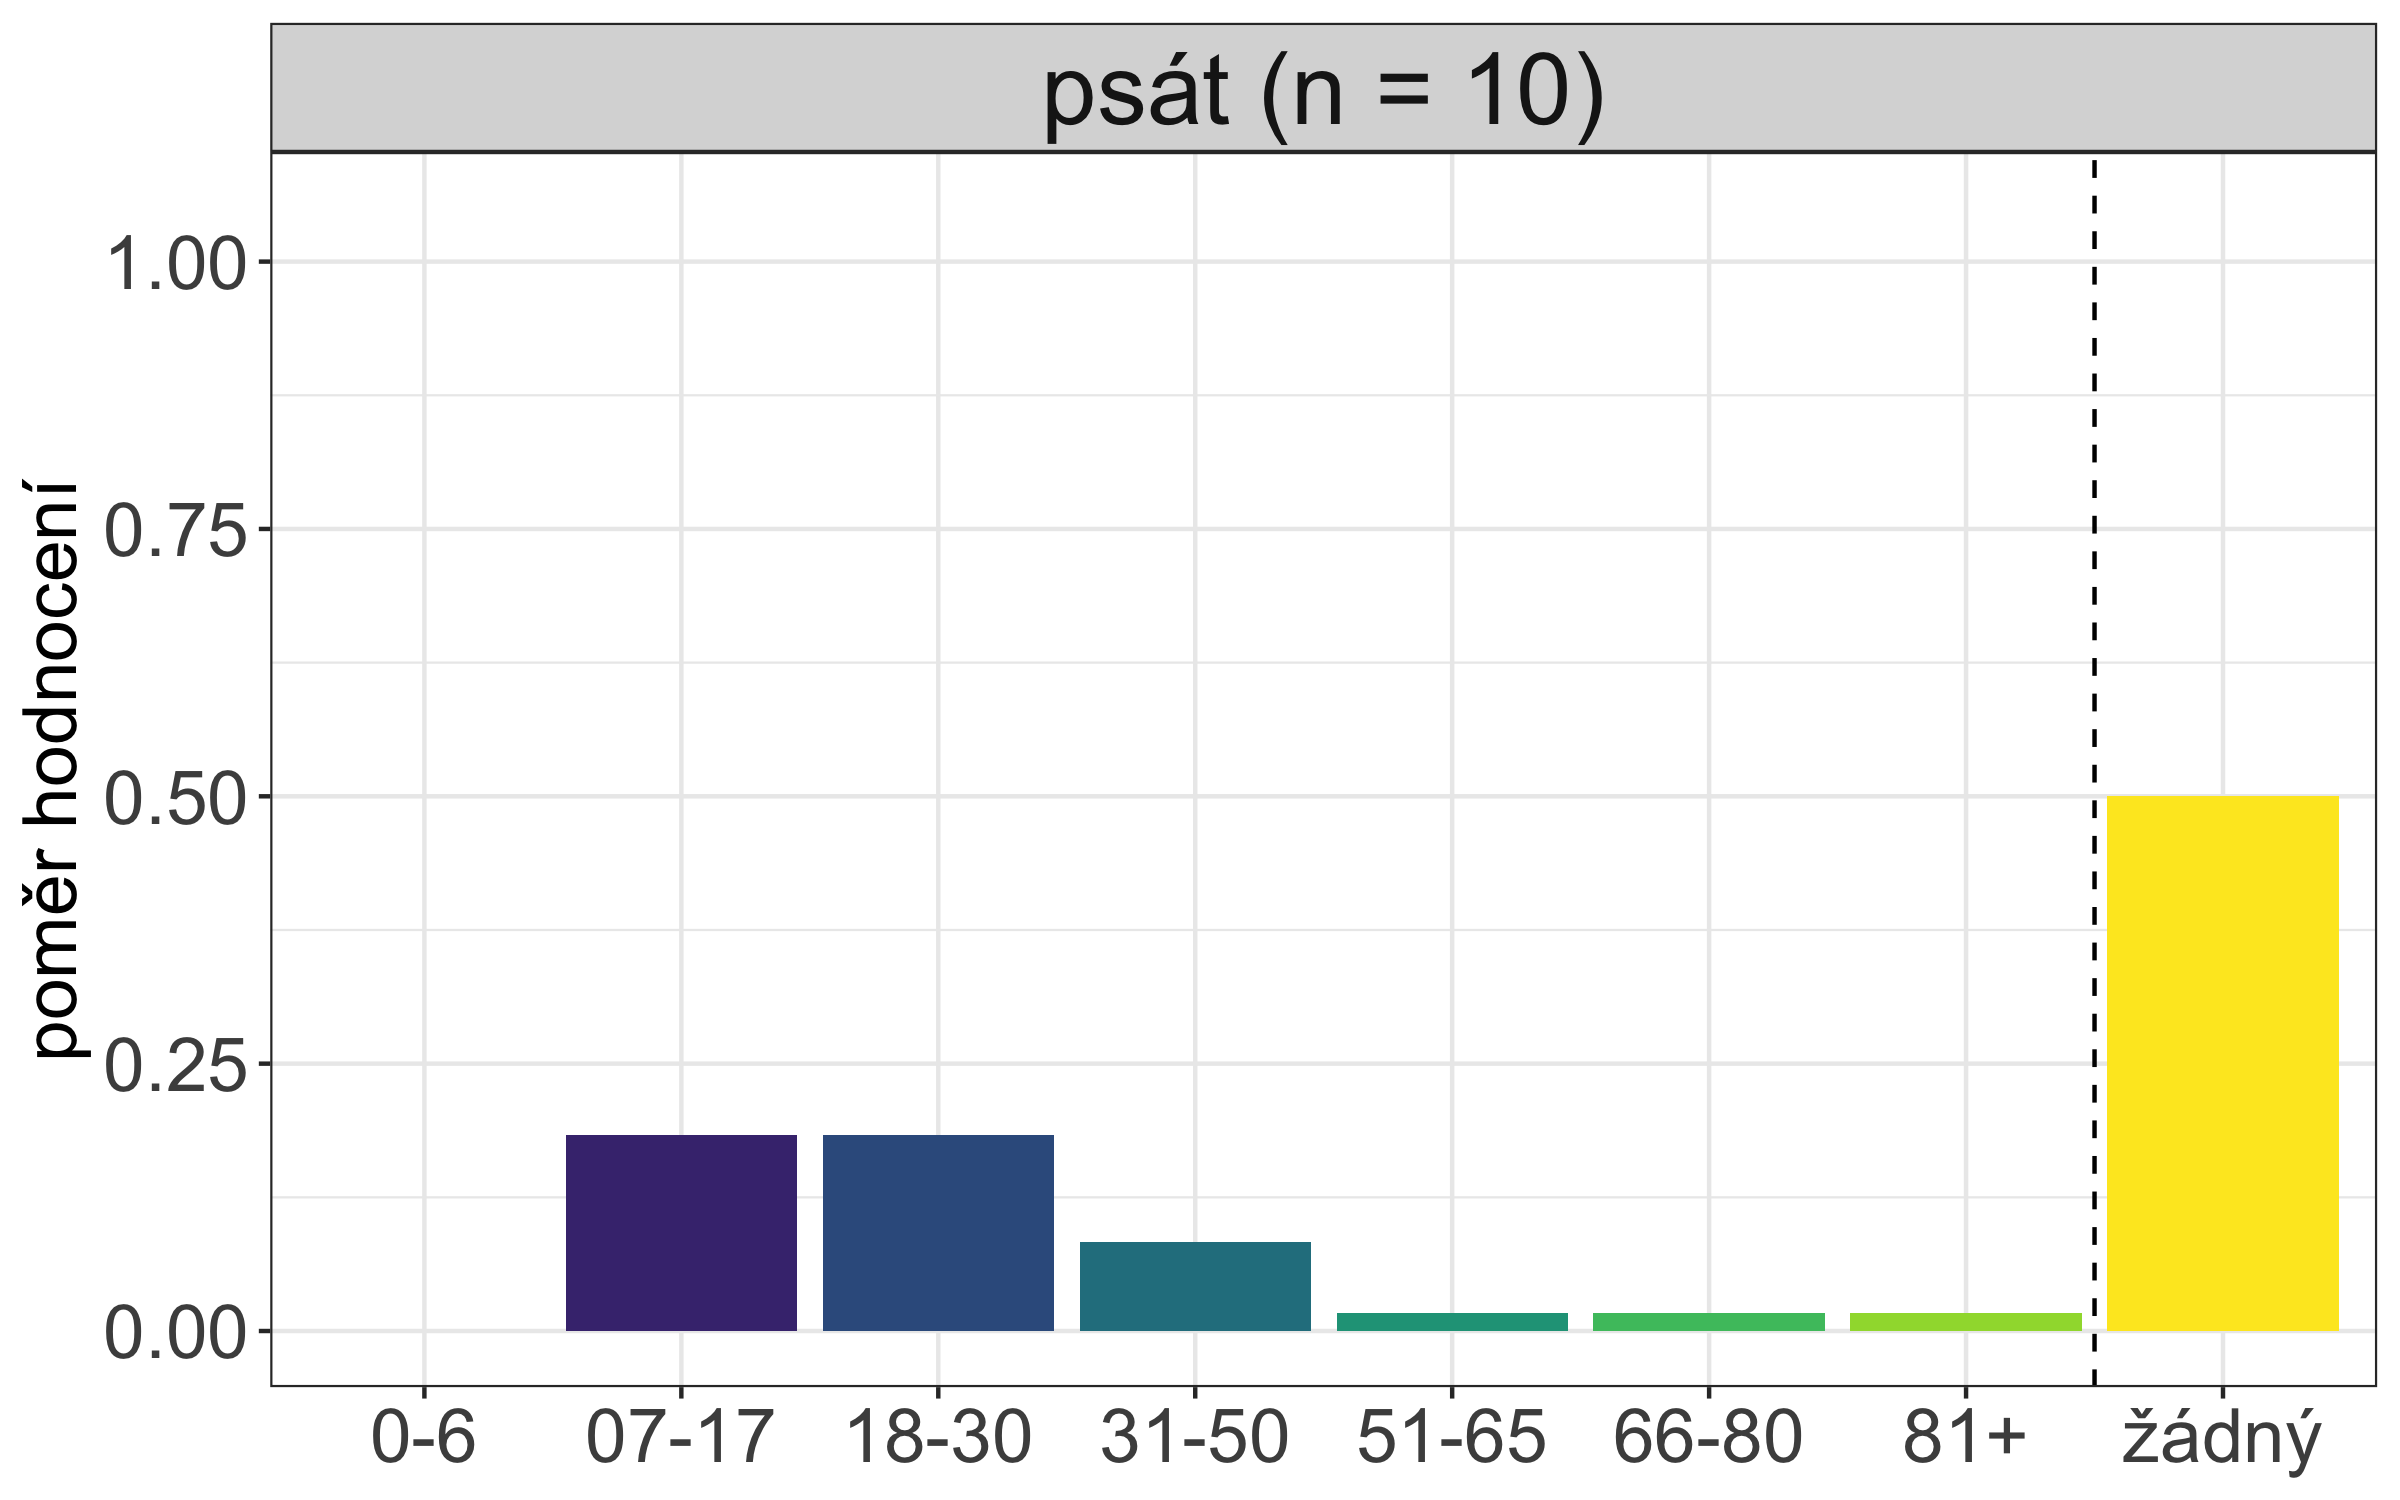 psát (n = 10)
poměr hodnocení
1.00
0.75
0.50
0.25
0.00
0-6 07-17 18-30 31-50 51-65 66-80 81+ žádný